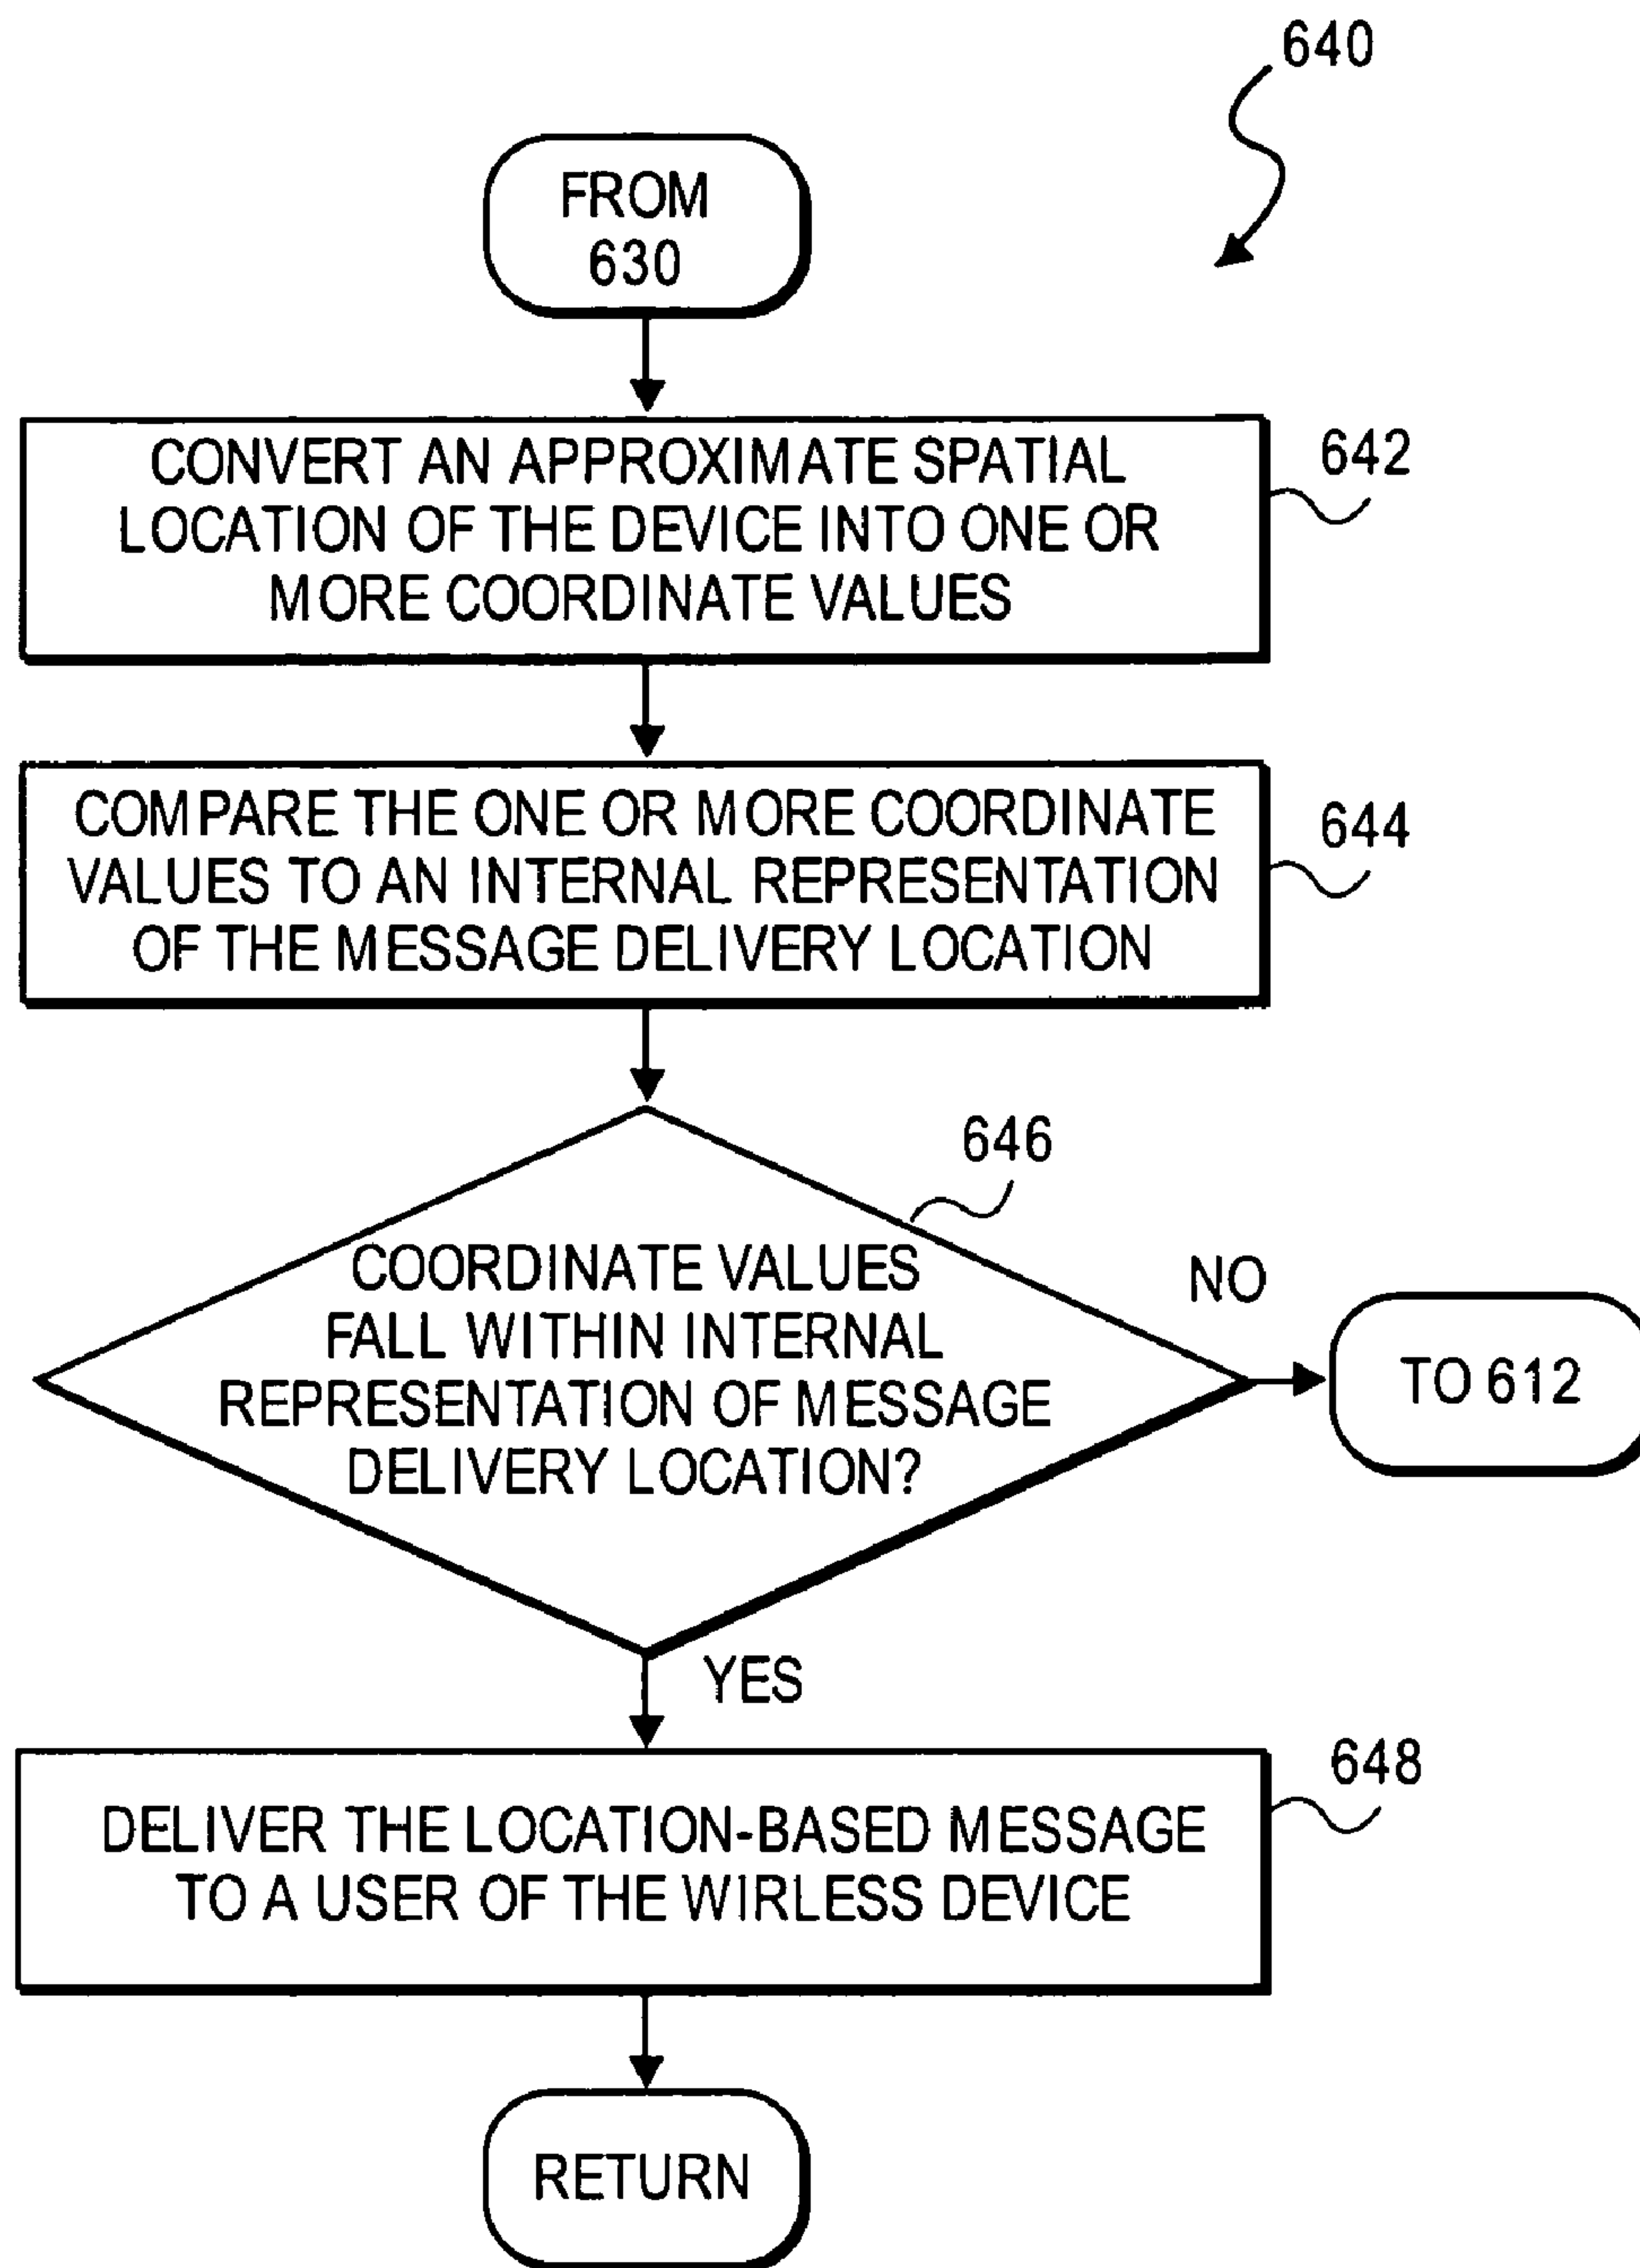 640
FROM
630
CONVERT AN APPROXIMATE SPATIAL
LOCATION OF THE DEVICE INTO ONE OR
MORE COORDINATE VALUES
642
COMPARE THE ONE OR MORE COORDINATE
VALUES TO AN INTERNAL REPRESENTATION
OF THE MESSAGE DELIVERY LOCATION
644
646
COORDINATE VALUES
FALL WITHIN INTERNAL
REPRESENTATION OF MESSAGE
DELIVERY LOCATION?
NO
TO 612
YES
648
DELIVER THE LOCATION-BASED MESSAGE
TO A USER OF THE WIRLESS DEVICE
RETURN